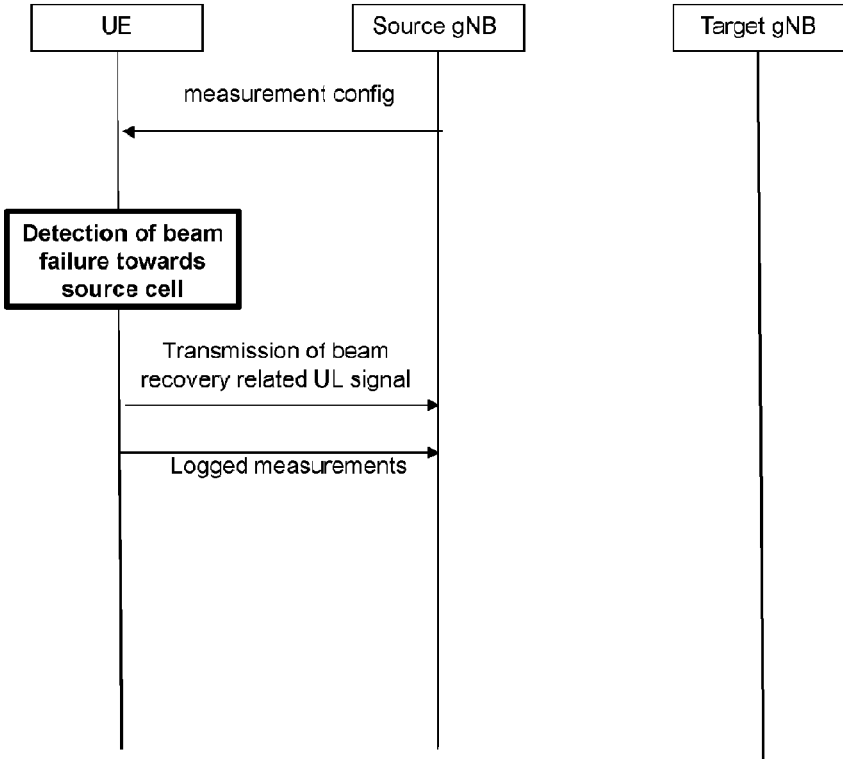 UE
Source gNB
Target gNB
measurement config
Detection of beam
failure towards
source cell
Transmission of beam
recovery related UL signal
Logged measurements